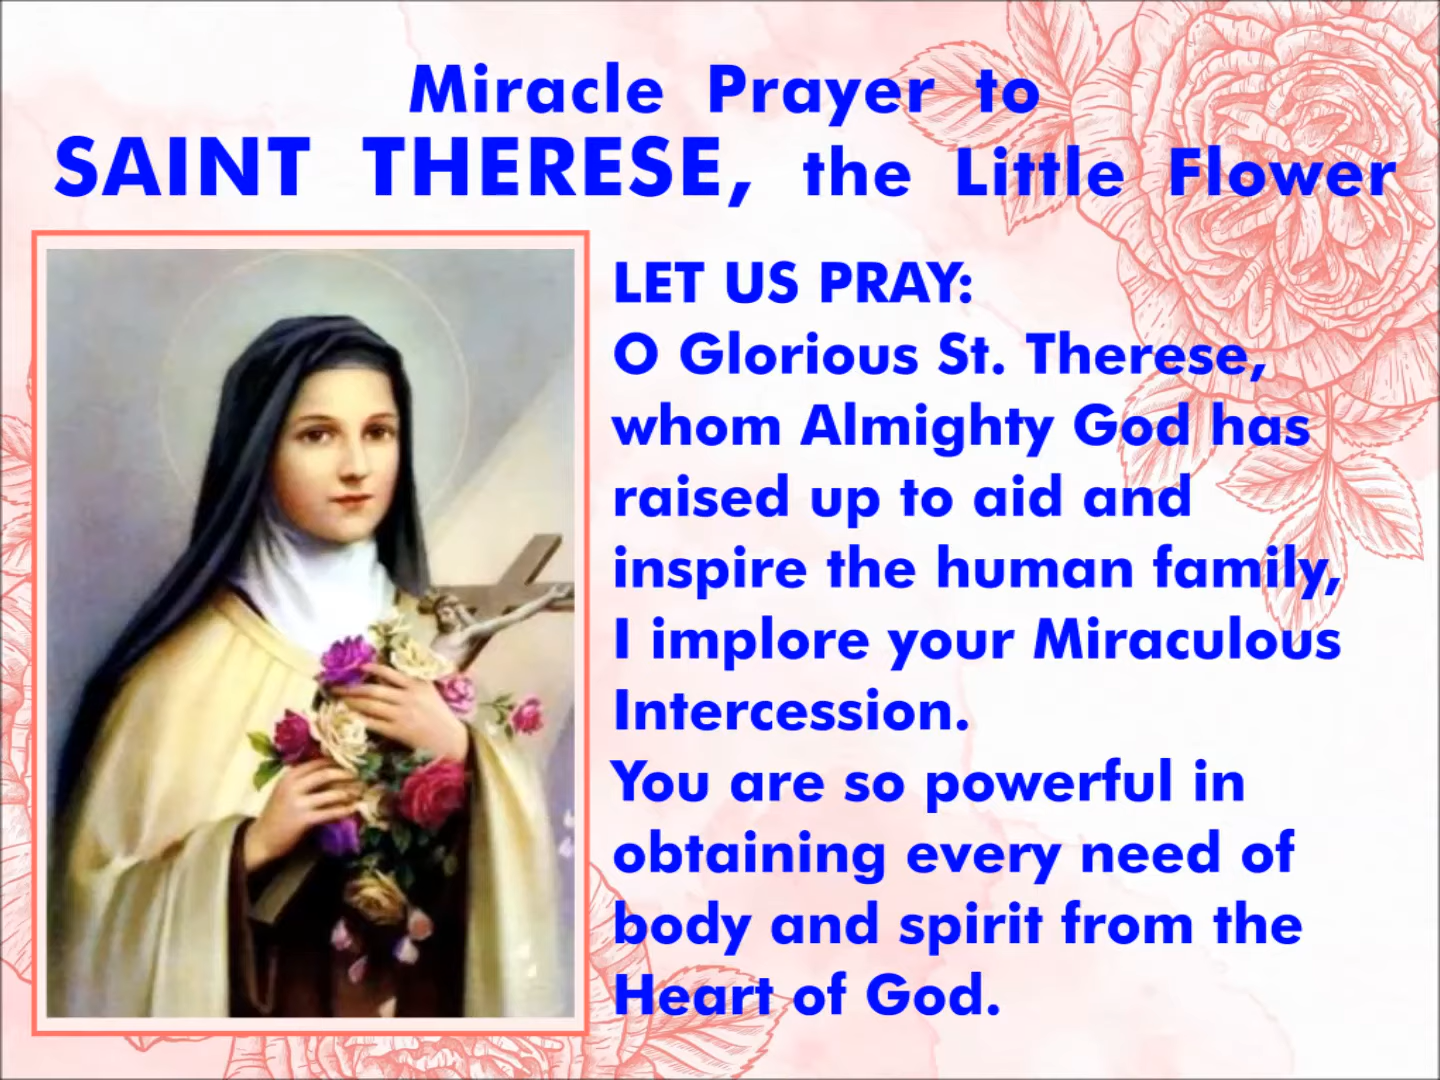 Miracle Prayer to
SAINT THERESE, the Little Flower
LET US PRAY:
O Glorious St. Therese,
whom Almighty God has
raised up to aid and
inspire the human family,
I implore your Miraculous
Intercession.
You are so powerful in
obtaining every need of
body and spirit from the
Heart of God.